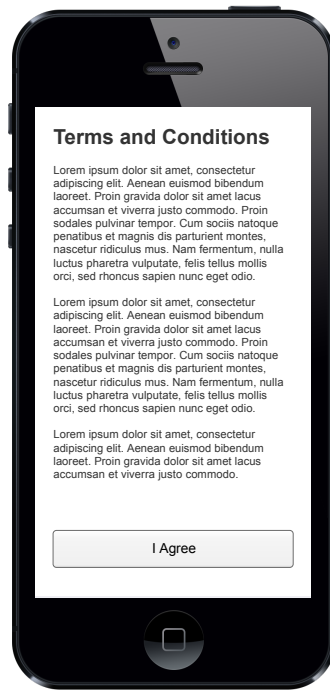 Terms and Conditions
Lorem ipsum dolor sit amet, consectetur
adipiscing elit. Aenean euismod bibendum
laoreet. Proin gravida dolor sit amet lacus
accumsan et viverra justo commodo. Proin
sodales pulvinar tempor. Cum sociis natoque
penatibus et magnis dis parturient montes,
nascetur ridiculus mus. Nam fermentum, nulla
luctus pharetra vulputate, felis tellus mollis
orci, sed rhoncus sapien nunc eget odio.
Lorem ipsum dolor sit amet, consectetur
adipiscing elit. Aenean euismod bibendum
laoreet. Proin gravida dolor sit amet lacus
accumsan et viverra justo commodo. Proin
sodales pulvinar tempor. Cum sociis natoque
penatibus et magnis dis parturient montes,
nascetur ridiculus mus. Nam fermentum, nulla
luctus pharetra vulputate, felis tellus mollis
orci, sed rhoncus sapien nunc eget odio.
Lorem ipsum dolor sit amet, consectetur
adipiscing elit. Aenean euismod bibendum
laoreet. Proin gravida dolor sit amet lacus
accumsan et viverra justo commodo.
I Agree